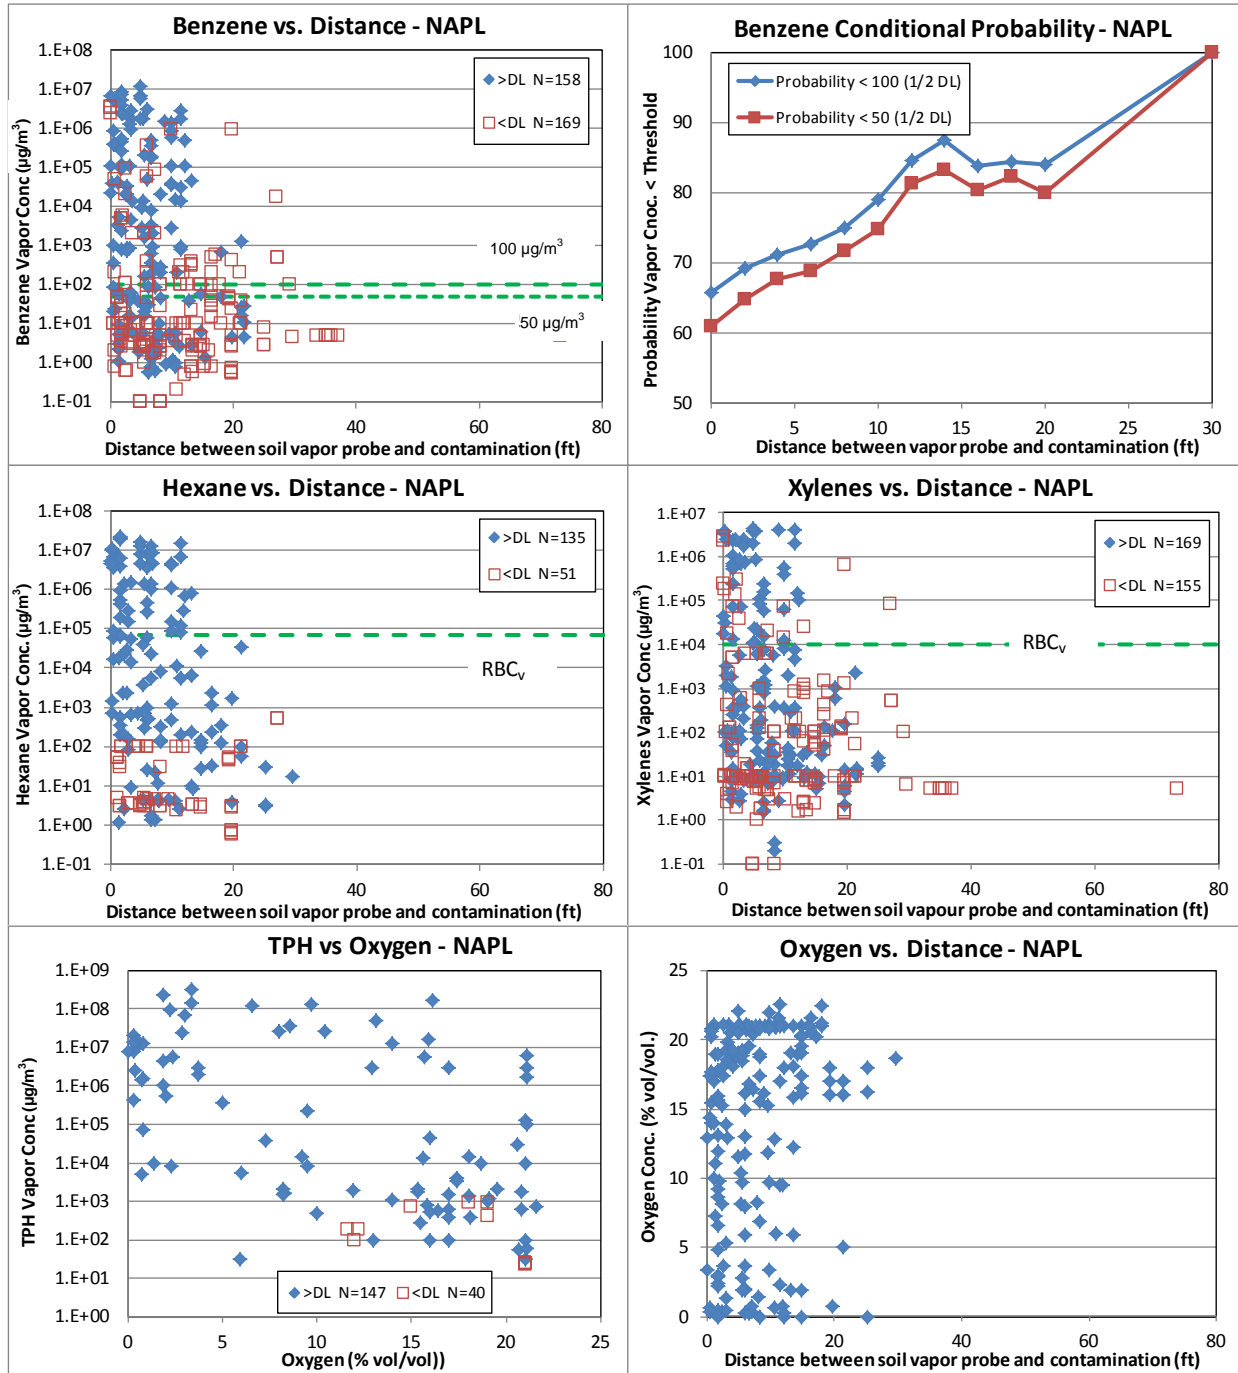 Benzene vs. Distance - NAPL
1.E+08
1.E+07
1.E+06
1.E+05
1.E+04
1.E+03
1.E+02
1.E+01
1.E+00
1.E-01
Benzene Vapor Conc (µg/m³)
>DL N=158
<DL N=169
100 µg/m³
50 µg/m³
0 20 40 60 80
Distance between soil vapor probe and contamination (ft)
Benzene Conditional Probability - NAPL
100
90
80
70
60
50
Probability Vapor Cnoc. < Threshold
Probability < 100 (1/2 DL)
Probability < 50 (1/2 DL)
0 5 10 15 20 25 30
Distance between vapor probe and contamination (ft)
Hexane vs. Distance - NAPL
1.E+08
1.E+07
1.E+06
1.E+05
1.E+04
1.E+03
1.E+02
1.E+01
1.E+00
1.E-01
Hexane Vapor Conc. (µg/m³)
>DL N=135
<DL N=51
RBCv
0 20 40 60 80
Distance between soil vapor probe and contamination (ft)
Xylenes vs. Distance - NAPL
1.E+07
1.E+06
1.E+05
1.E+04
1.E+03
1.E+02
1.E+01
1.E+00
1.E-01
Xylenes Vapor Conc (µg/m³)
>DL N=169
<DL N=155
RBCv
0 20 40 60 80
Distance between soil vapour probe and contamination (ft)
TPH vs Oxygen - NAPL
1.E+09
1.E+08
1.E+07
1.E+06
1.E+05
1.E+04
1.E+03
1.E+02
1.E+01
1.E+00
TPH Vapor Conc (µg/m³)
>DL N=147 <DL N=40
0 5 10 15 20 25
Oxygen (% vol/vol))
Oxygen vs. Distance - NAPL
25
20
15
10
5
0
Oxygen Conc. (% vol/vol.)
0 20 40 60 80
Distance between soil vapor probe and contamination (ft)